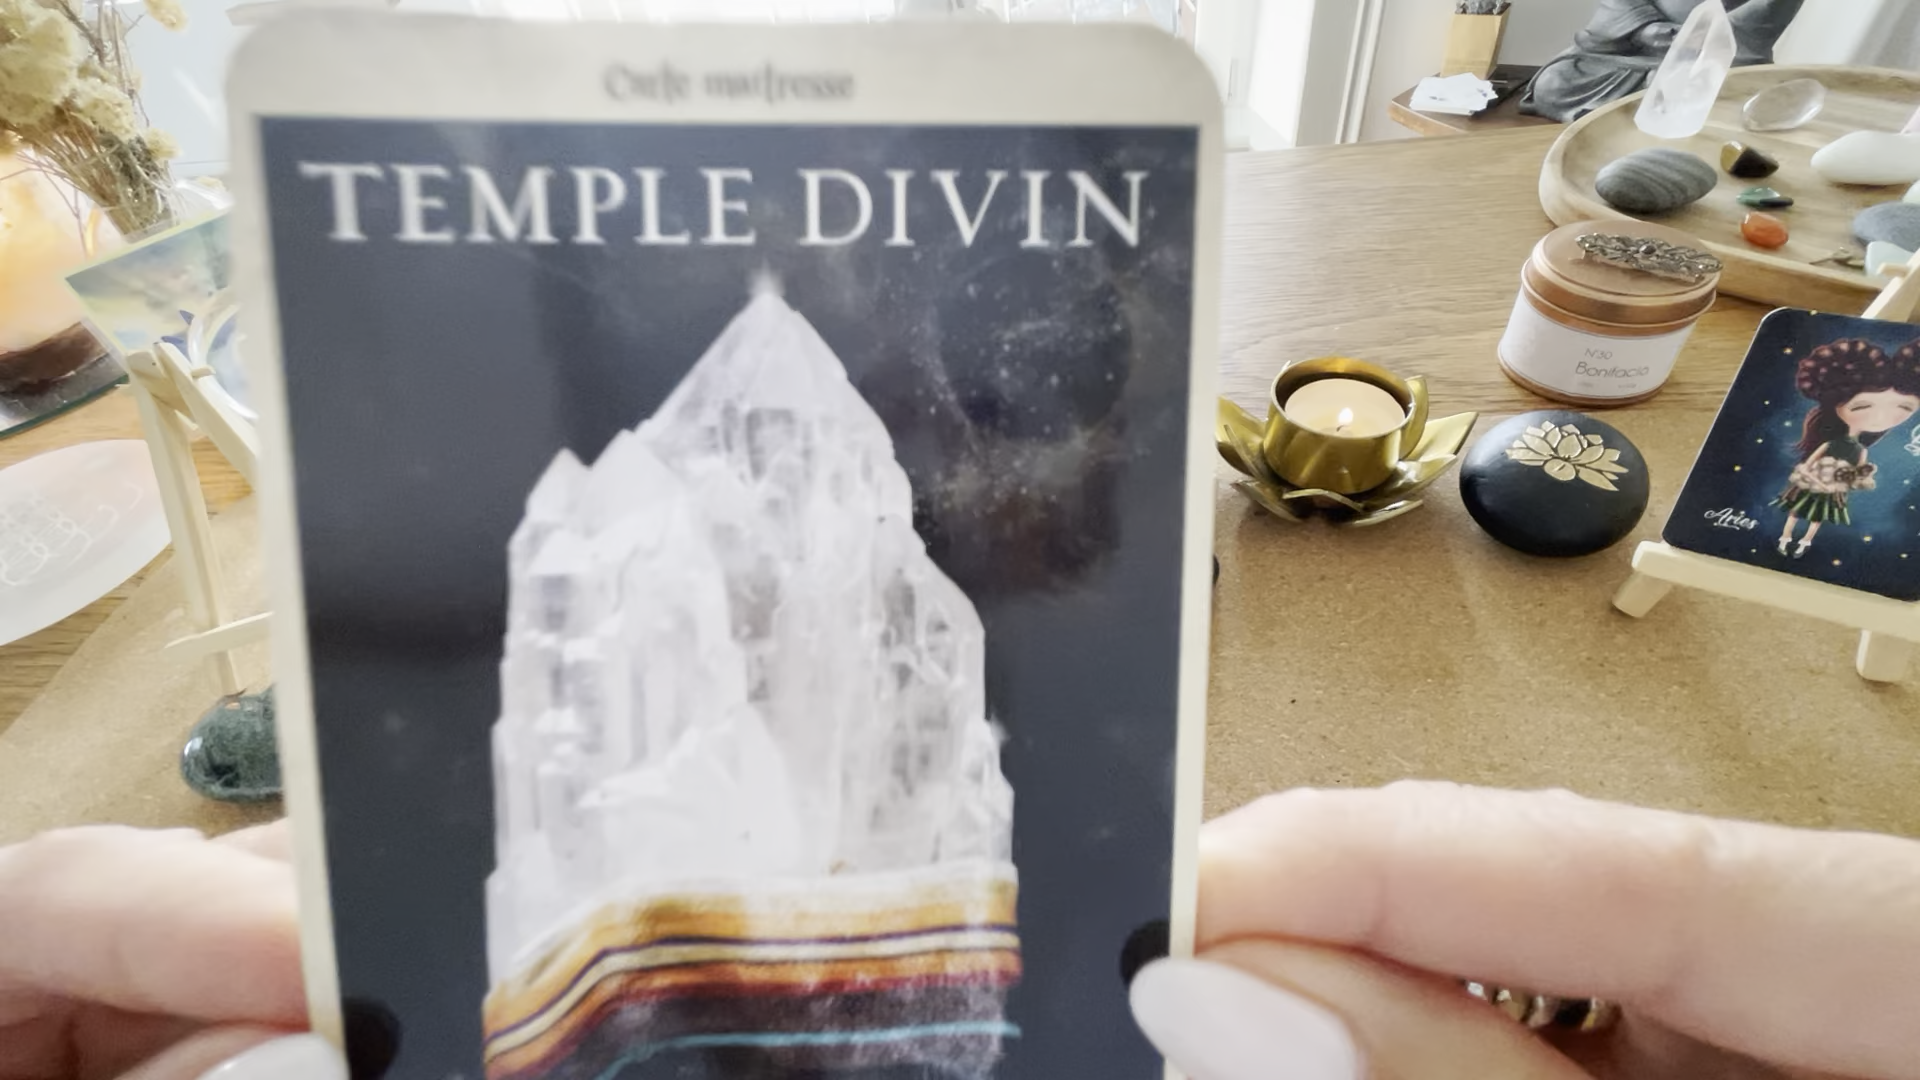 Carte maîtresse
TEMPLE DIVIN
N°30
Bonifacio
Aries